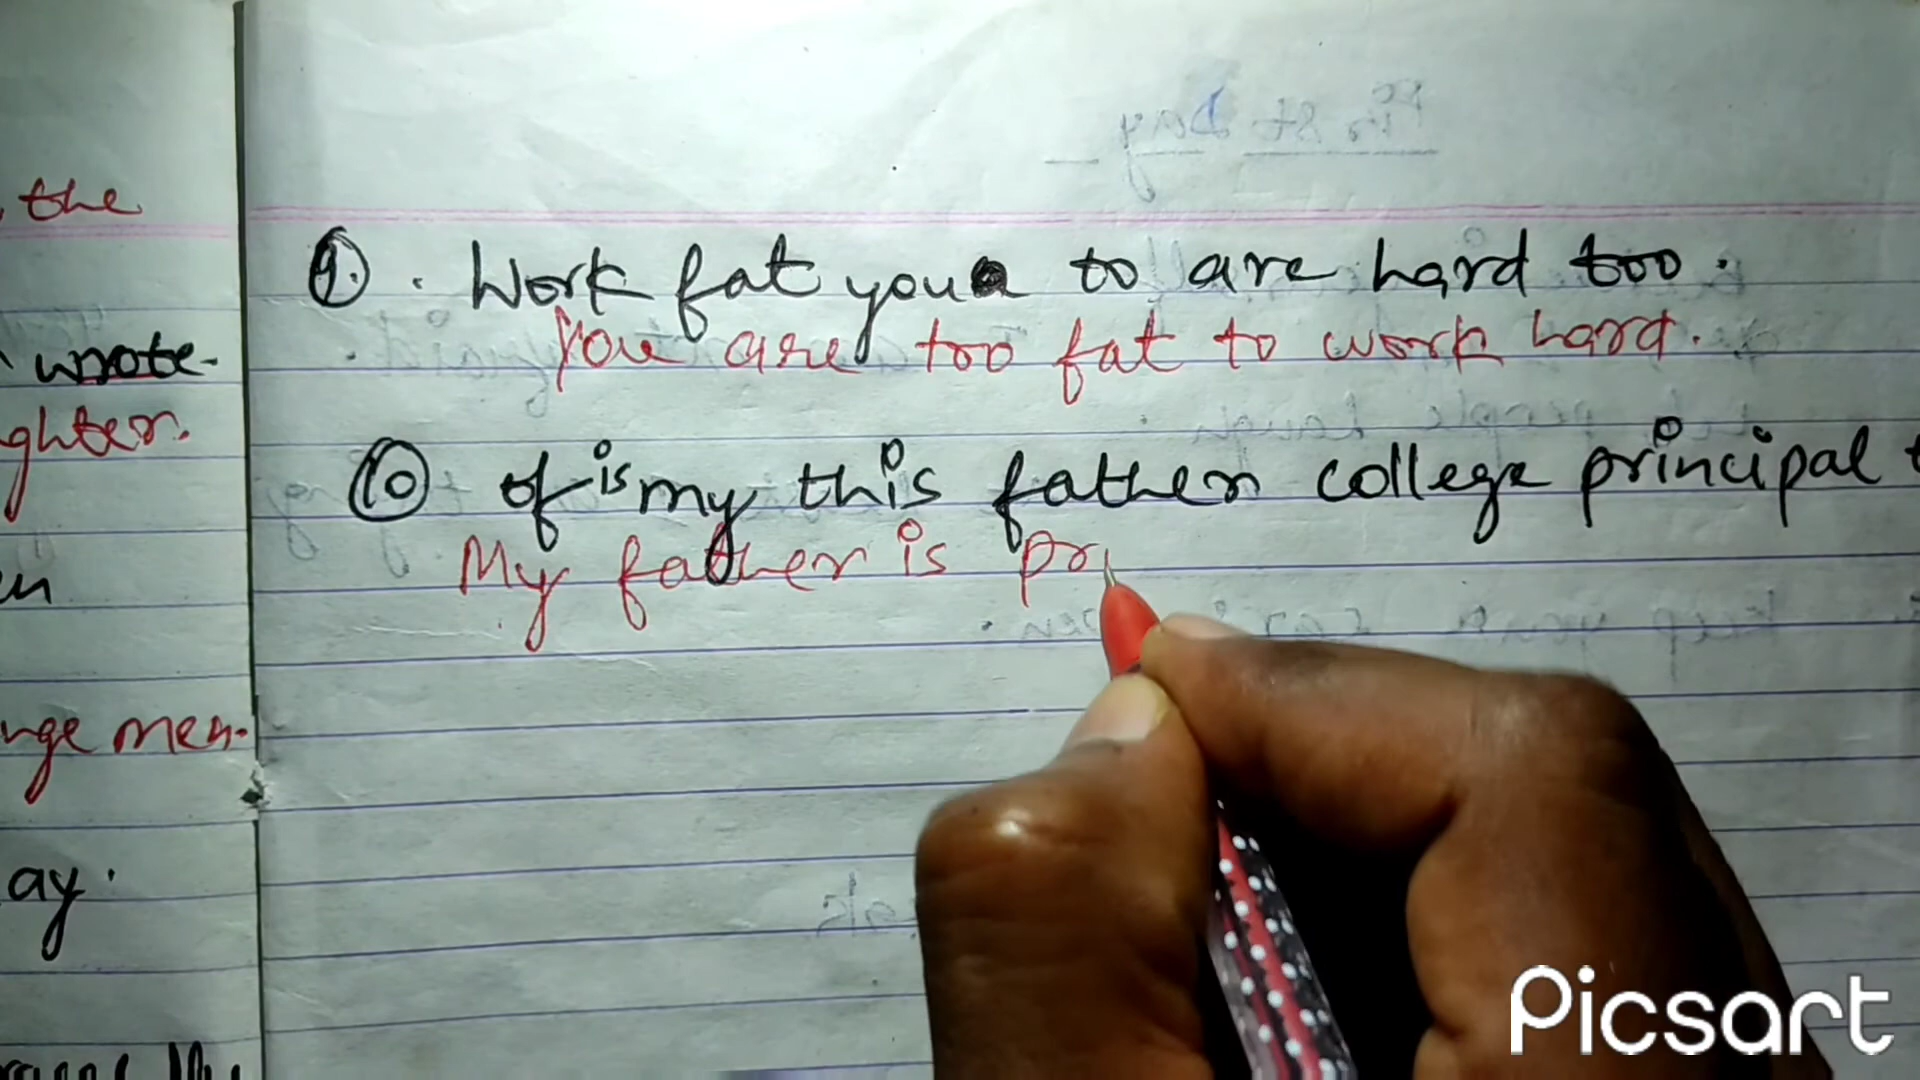 the
wrote
ghter.
nge men.
ay.
9. Work fat you to are hard too.
You are too fat to work hard.
10 of is my this father college principal t
My father is pr
Picsart